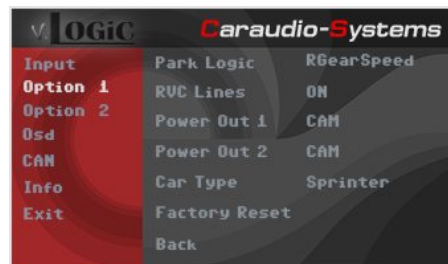 V.LOGiC Caraudio-Systems
Input
Option 1
Option 2
Osd
CAN
Info
Exit
Park Logic RGearSpeed
RVC Lines ON
Power Out 1 CAM
Power Out 2 CAM
Car Type Sprinter
Factory Reset
Back